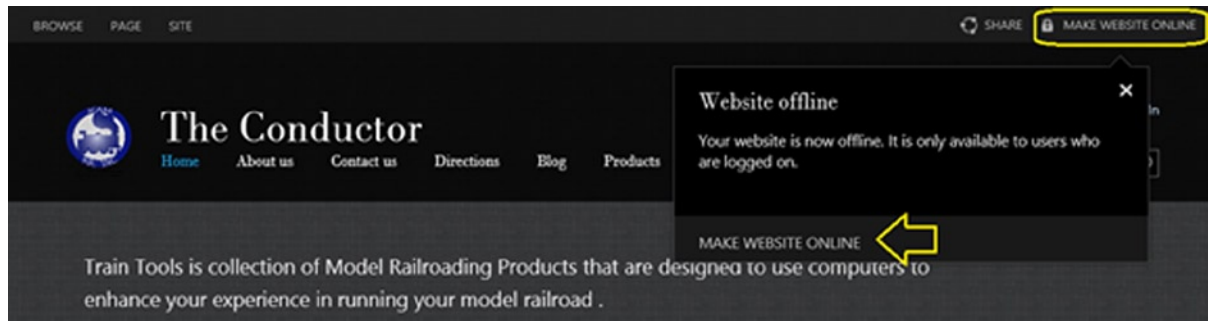 BROWSE PAGE SITE SHARE MAKE WEBSITE ONLINE
The Conductor
Home About us Contact us Directions Blog Products
Website offline
Your website is now offline. It is only available to users who
are logged on.
MAKE WEBSITE ONLINE
Train Tools is collection of Model Railroading Products that are designed to use computers to
enhance your experience in running your model railroad .